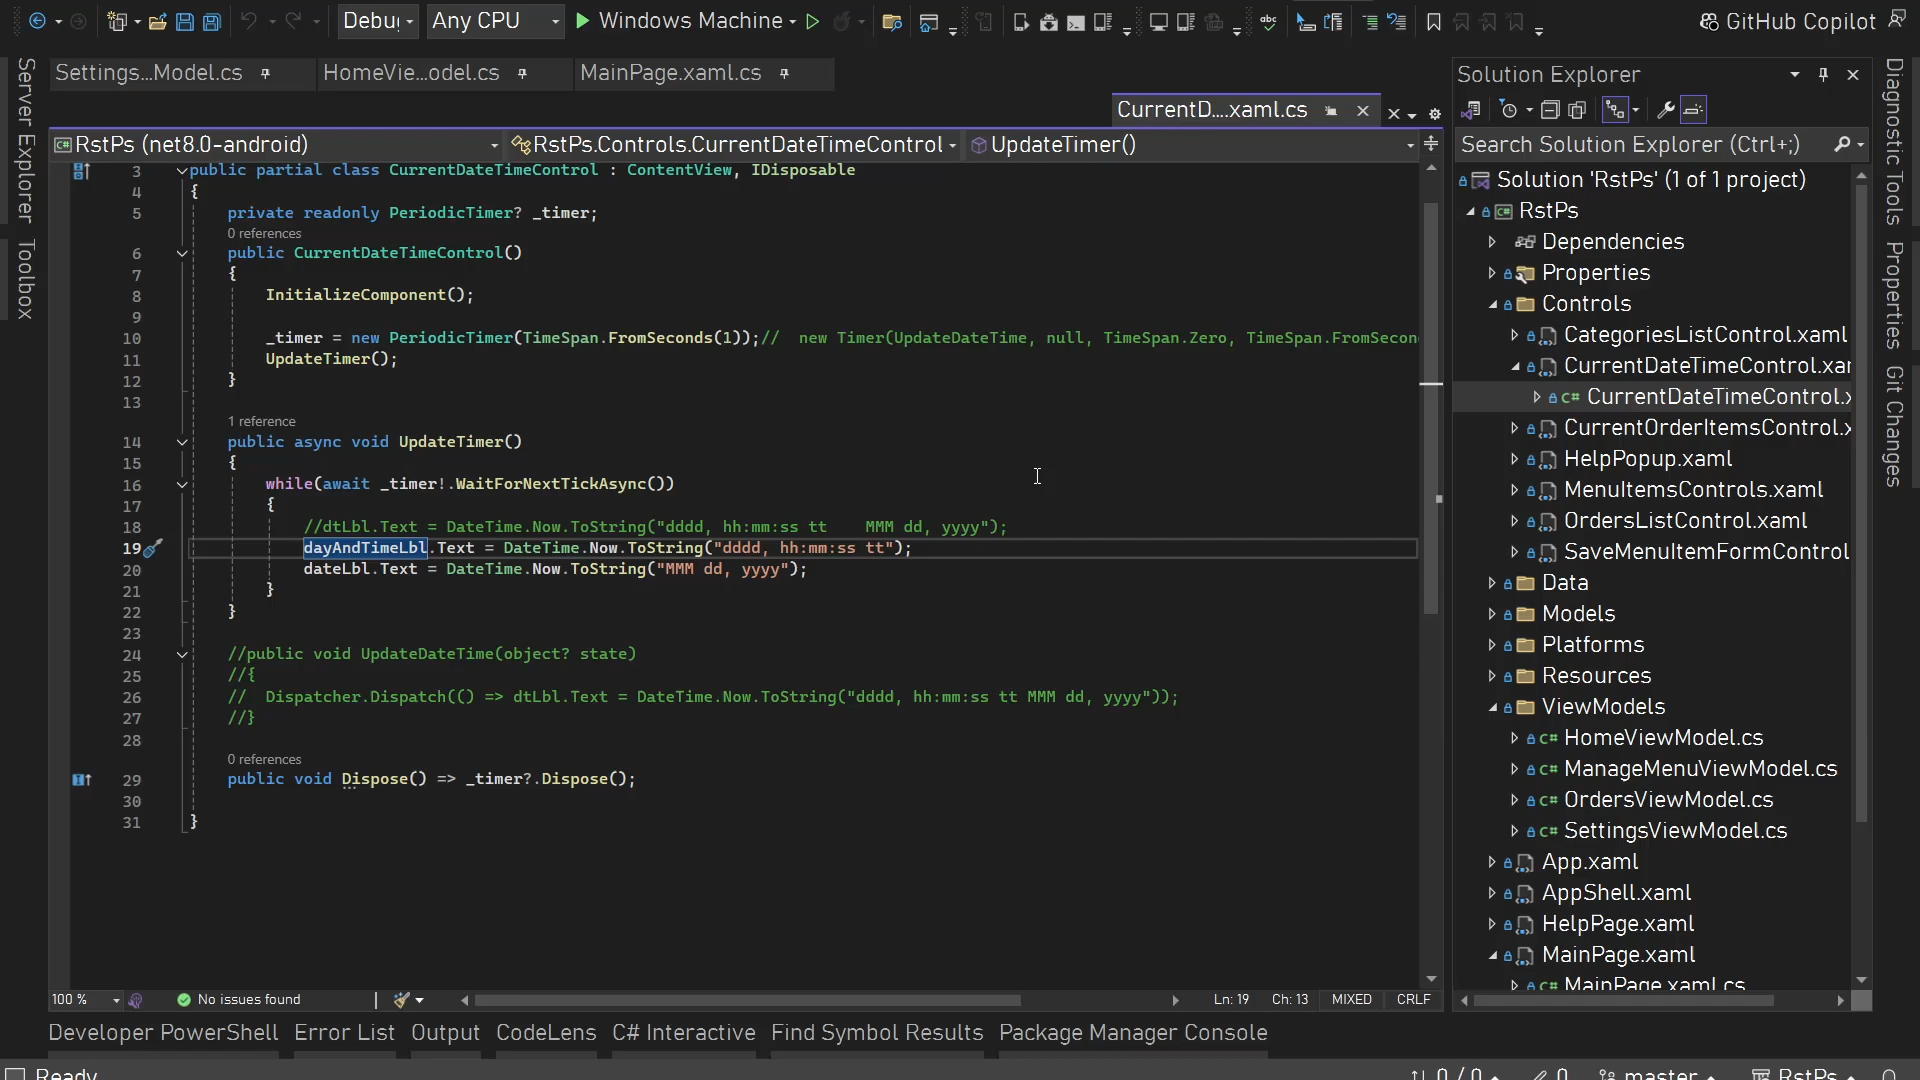 Debug Any CPU Windows Machine GitHub Copilot
Settings...Model.cs HomeVie...odel.cs MainPage.xaml.cs
CurrentD....xaml.cs
RstPs (net8.0-android) RstPs.Controls.CurrentDateTimeControl UpdateTimer()
Server Explorer
Toolbox
3 public partial class CurrentDateTimeControl : ContentView, IDisposable
4 {
5 private readonly PeriodicTimer? _timer;
0 references
6 public CurrentDateTimeControl()
7 {
8 InitializeComponent();
9
10 _timer = new PeriodicTimer(TimeSpan.FromSeconds(1));// new Timer(UpdateDateTime, null, TimeSpan.Zero, TimeSpan.FromSecon
11 UpdateTimer();
12 }
13
1 reference
14 public async void UpdateTimer()
15 {
16 while(await _timer!.WaitForNextTickAsync())
17 {
18 //dtLbl.Text = DateTime.Now.ToString("dddd, hh:mm:ss tt    MMM dd, yyyy");
19 dayAndTimeLbl.Text = DateTime.Now.ToString("dddd, hh:mm:ss tt");
20 dateLbl.Text = DateTime.Now.ToString("MMM dd, yyyy");
21 }
22 }
23
24 //public void UpdateDateTime(object? state)
25 //{
26 //  Dispatcher.Dispatch(() => dtLbl.Text = DateTime.Now.ToString("dddd, hh:mm:ss tt MMM dd, yyyy"));
27 //}
28
0 references
29 public void Dispose() => _timer?.Dispose();
30
31 }
100 % No issues found Ln: 19 Ch: 13 MIXED CRLF
Developer PowerShell Error List Output CodeLens C# Interactive Find Symbol Results Package Manager Console
Ready 0 / 0 0 master RstPs
Solution Explorer
Search Solution Explorer (Ctrl+;)
Solution 'RstPs' (1 of 1 project)
RstPs
Dependencies
Properties
Controls
CategoriesListControl.xaml
CurrentDateTimeControl.xar
C# CurrentDateTimeControl.x
CurrentOrderItemsControl.x
HelpPopup.xaml
MenuItemsControls.xaml
OrdersListControl.xaml
SaveMenuItemFormControl
Data
Models
Platforms
Resources
ViewModels
C# HomeViewModel.cs
C# ManageMenuViewModel.cs
C# OrdersViewModel.cs
C# SettingsViewModel.cs
App.xaml
AppShell.xaml
HelpPage.xaml
MainPage.xaml
C# MainPage.xaml.cs
Diagnostic Tools
Properties
Git Changes